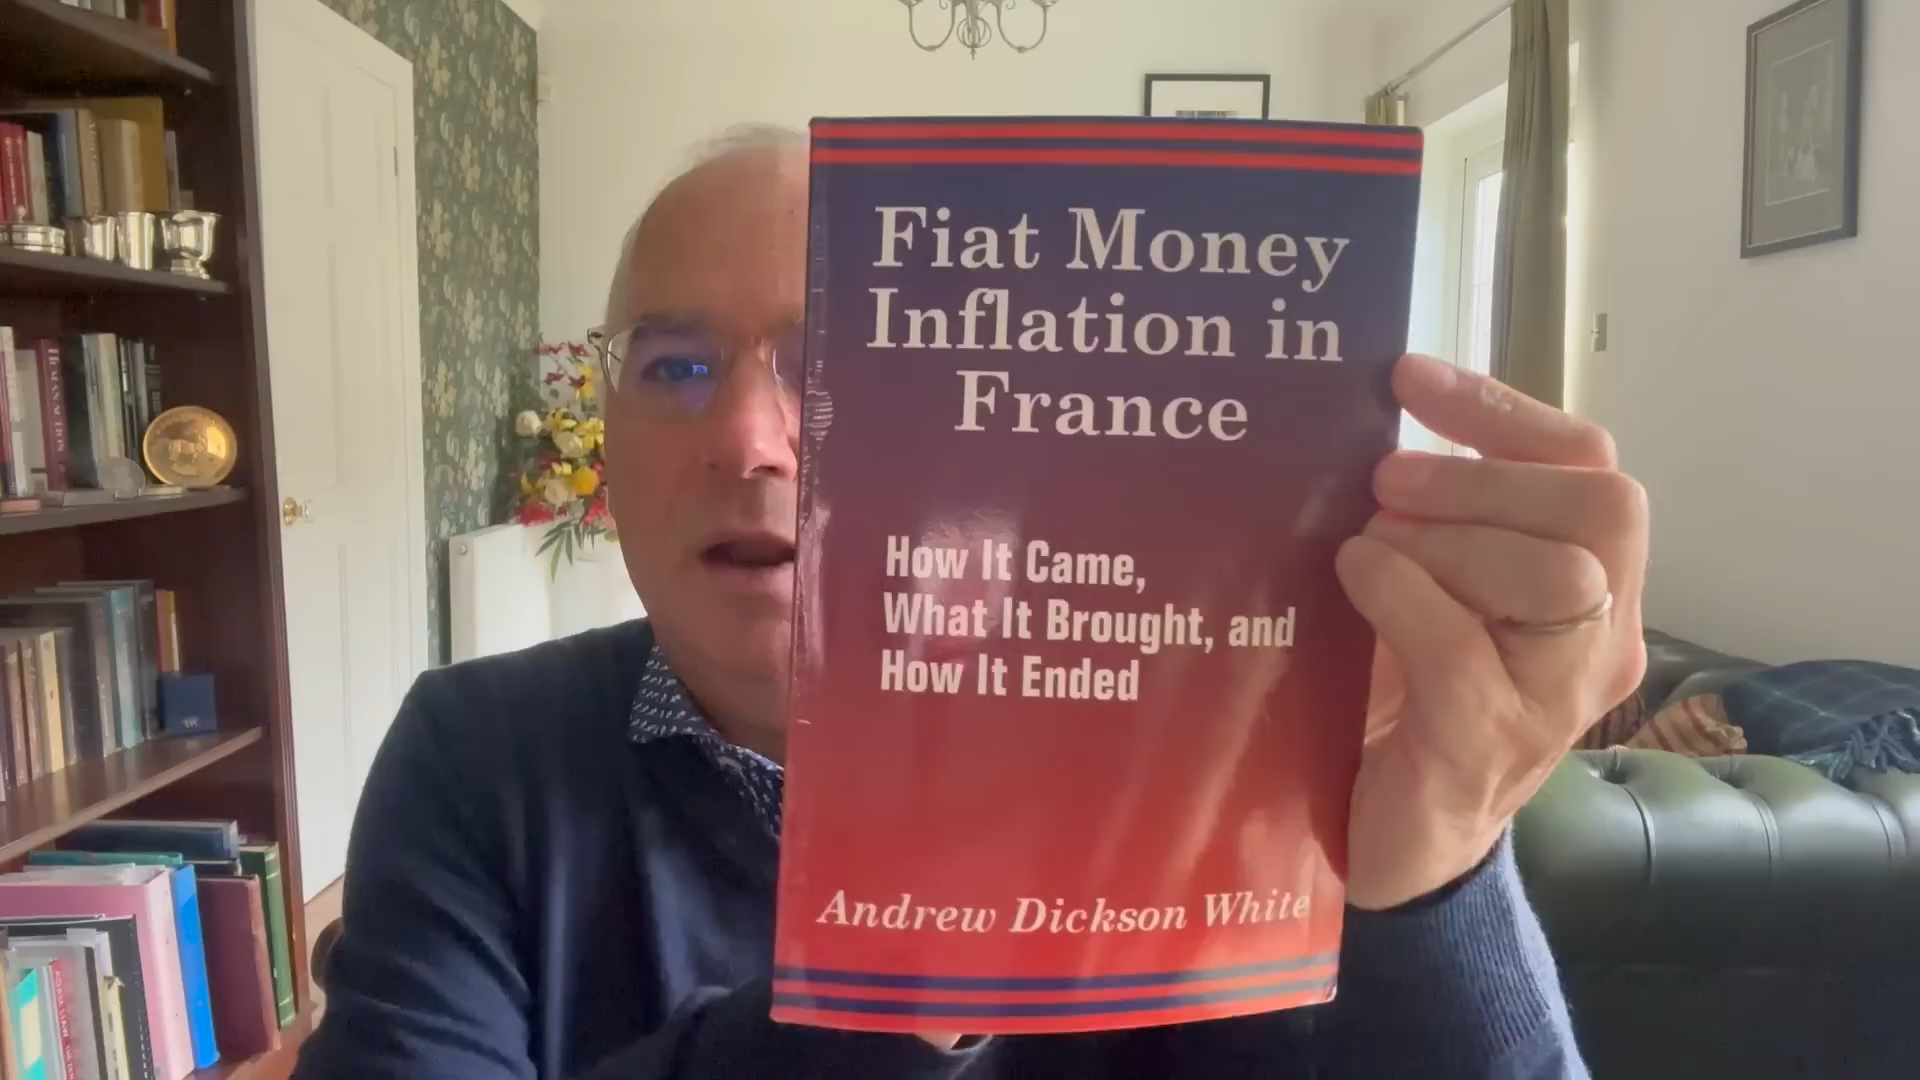 Fiat Money
Inflation in
France
How It Came,
What It Brought, and
How It Ended
Andrew Dickson White